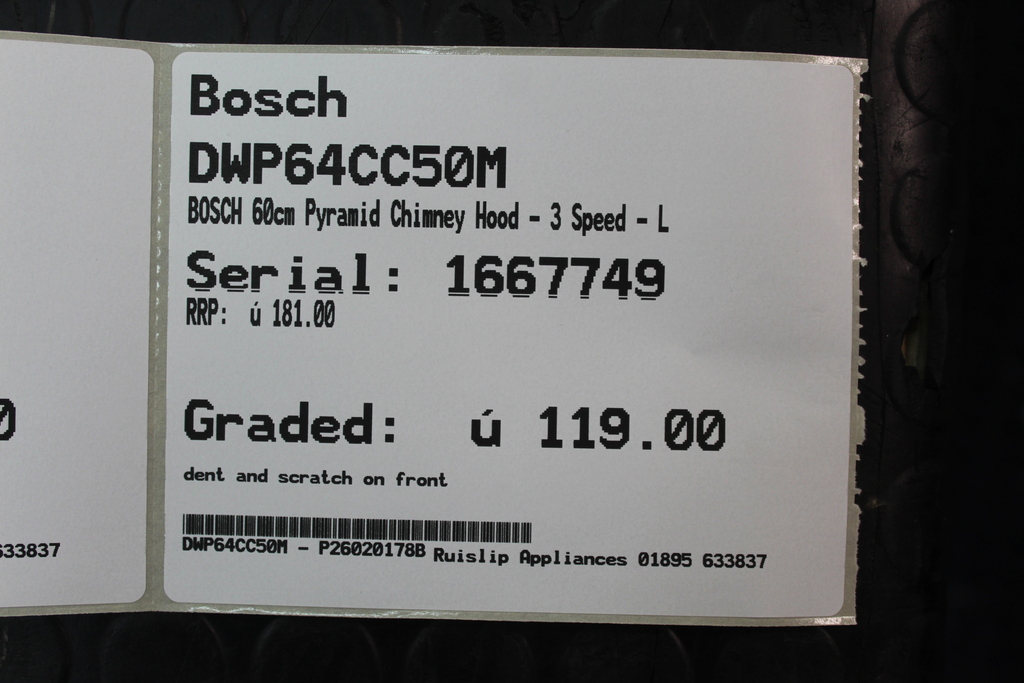 Bosch
DWP64CC50M
BOSCH 60cm Pyramid Chimney Hood - 3 Speed - L
Serial: 1667749
RRP: ú 181.00
Graded: ú 119.00
dent and scratch on front
DWP64CC50M - P26020178B Ruislip Appliances 01895 633837
0
633837